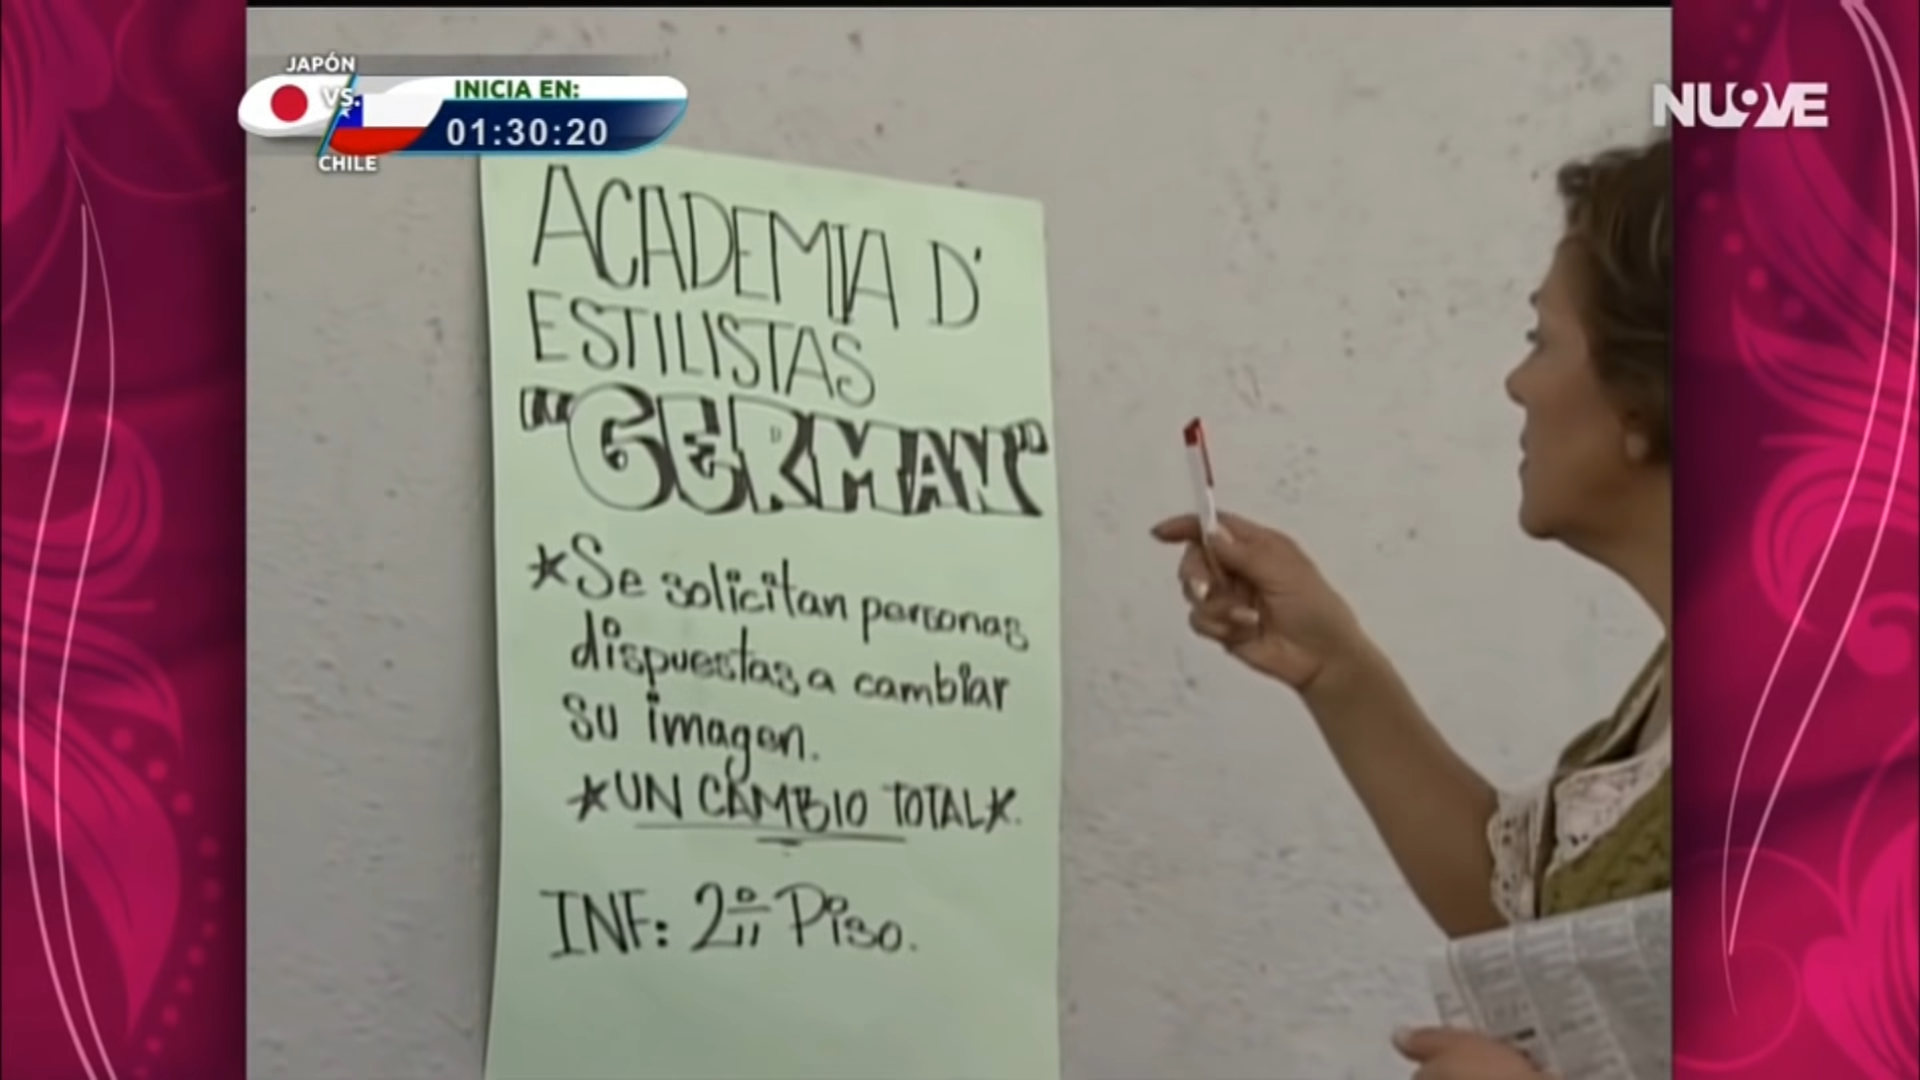 JAPÓN
VS.
CHILE
INICIA EN:
01:30:20
NU9VE
ACADEMIA D'
ESTILISTAS
"GERMAN"
*Se solicitan personas
dispuestas a cambiar
su imagen.
*UN CAMBIO TOTAL*.
INF: 2º Piso.